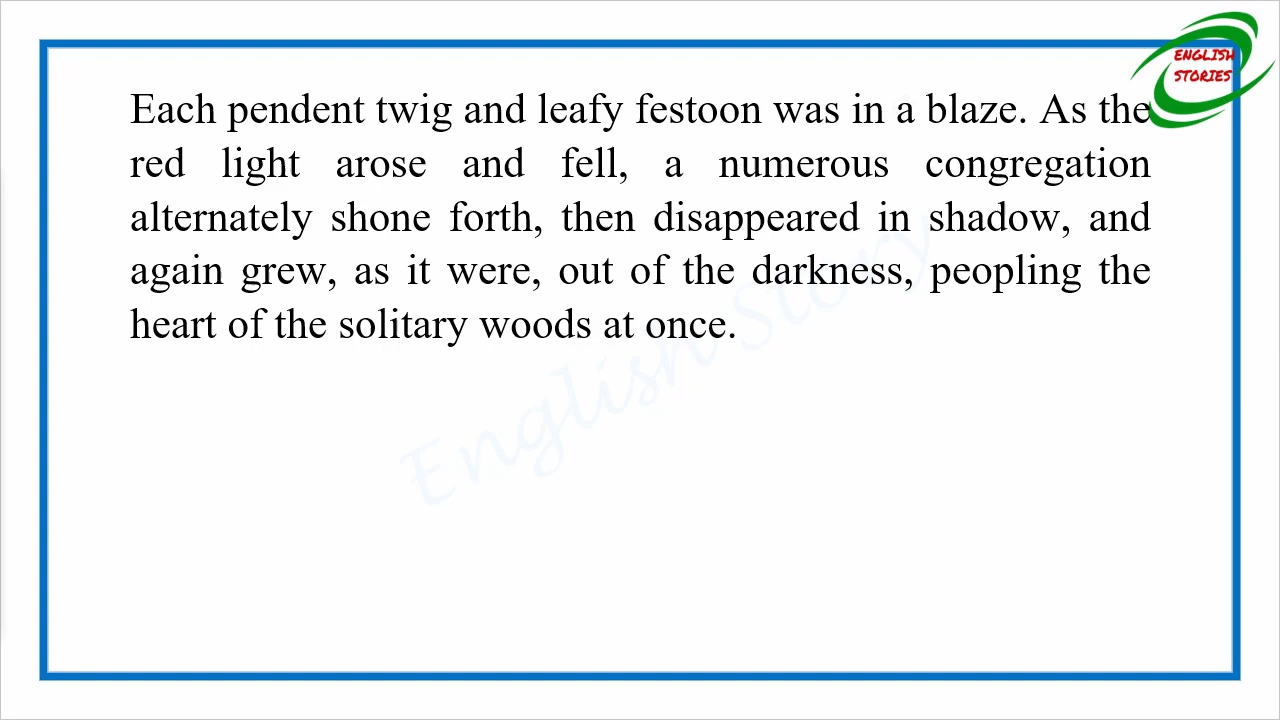 ENGLISH
STORIES
Each pendent twig and leafy festoon was in a blaze. As the
red light arose and fell, a numerous congregation
alternately shone forth, then disappeared in shadow, and
again grew, as it were, out of the darkness, peopling the
heart of the solitary woods at once.
English Story